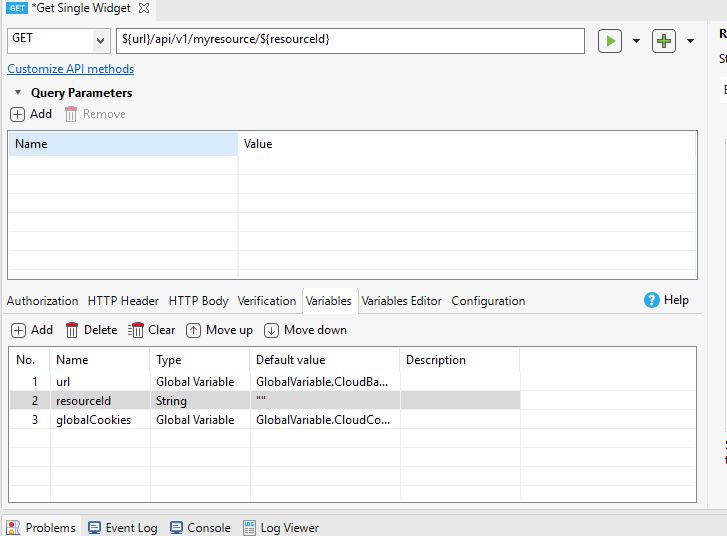 GET *Get Single Widget
GET ${url}/api/v1/myresource/${resourceId}
Customize API methods
Query Parameters
Add Remove
Name Value
Authorization HTTP Header HTTP Body Verification Variables Variables Editor Configuration ? Help
Add Delete Clear Move up Move down
No. Name Type Default value Description
1 url Global Variable GlobalVariable.CloudBa...
2 resourceId String ""
3 globalCookies Global Variable GlobalVariable.CloudCo...
Problems Event Log Console LOG Log Viewer